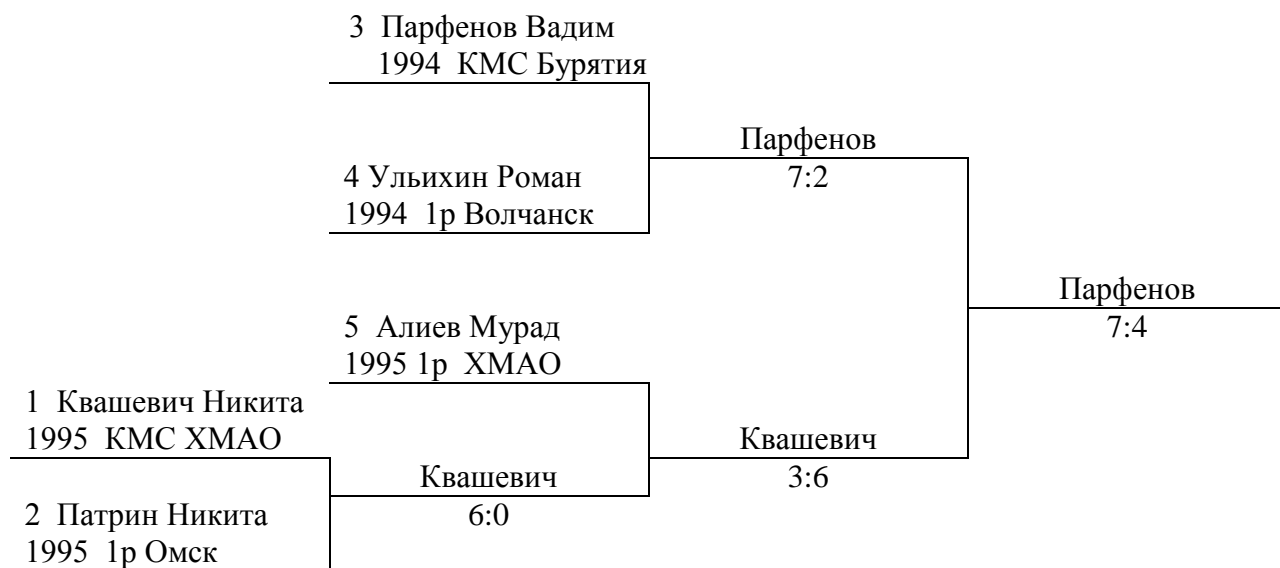 3 Парфенов Вадим
1994 КМС Бурятия
Парфенов
4 Ульихин Роман
7:2
1994 1р Волчанск
Парфенов
5 Алиев Мурад
7:4
1995 1р ХМАО
1 Квашевич Никита
1995 КМС ХМАО
Квашевич
Квашевич
3:6
2 Патрин Никита
6:0
1995 1р Омск